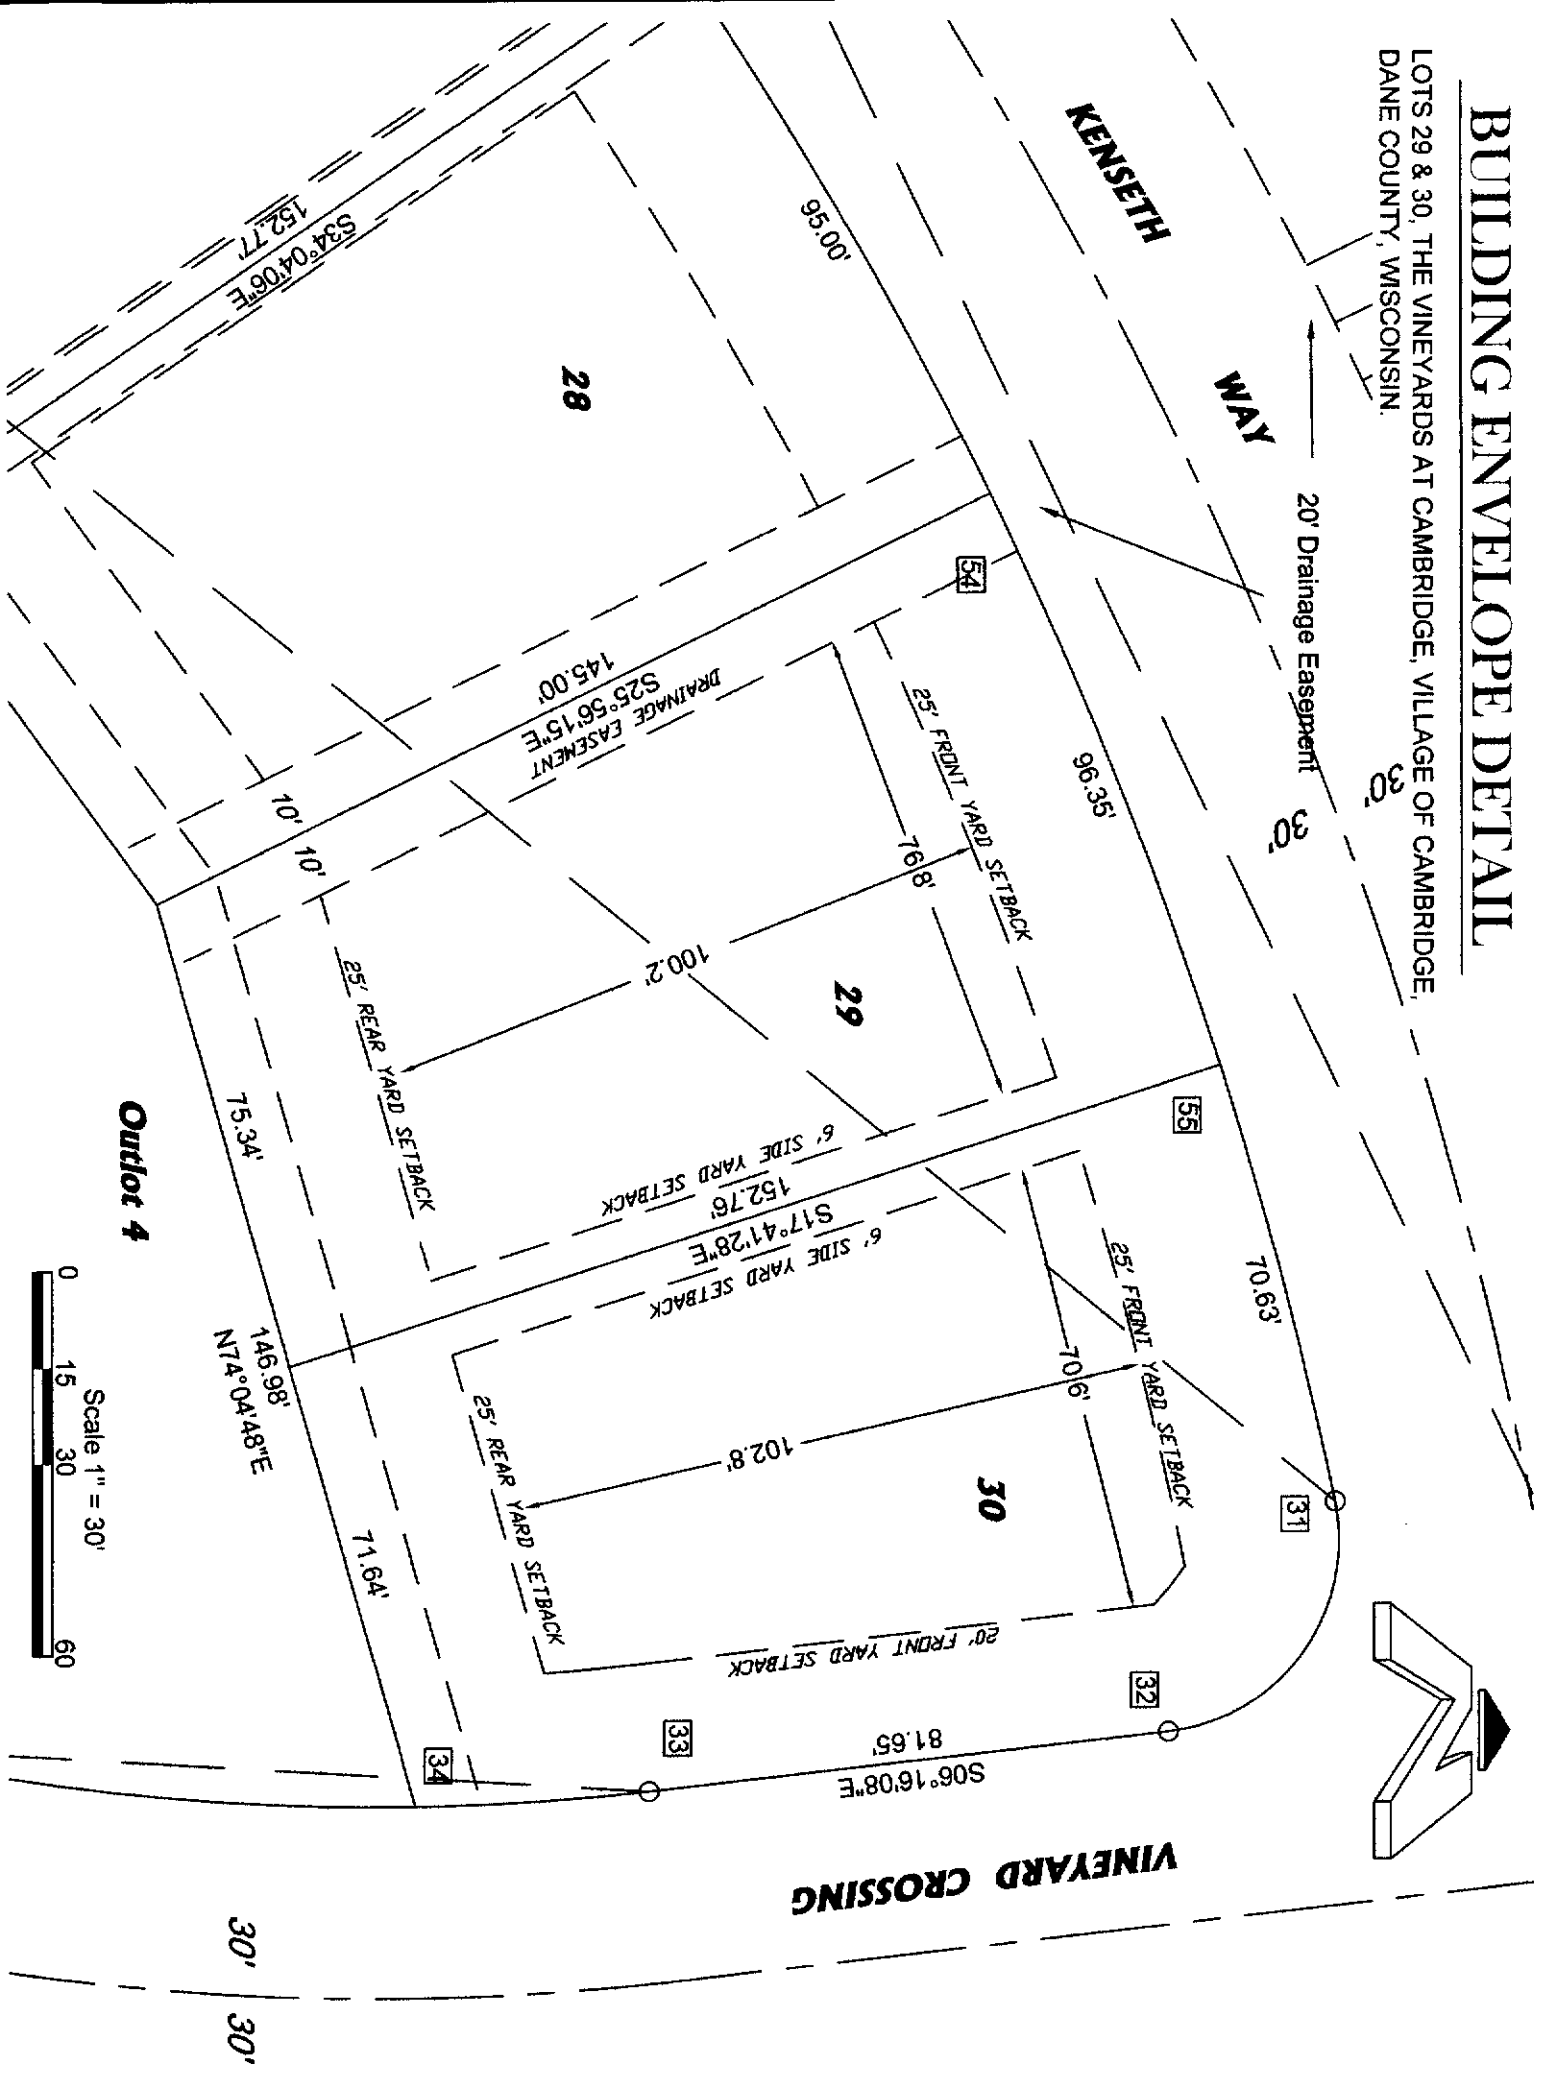 BUILDING ENVELOPE DETAIL
LOTS 29 & 30, THE VINEYARDS AT CAMBRIDGE, VILLAGE OF CAMBRIDGE,
DANE COUNTY, WISCONSIN.
KENSETH
WAY
20' Drainage Easement
30'
30'
95.00'
96.35'
70.63'
S34°04'06"E
152.77'
28
54
55
31
32
33
34
145.00'
S25°56'15"E
DRAINAGE EASEMENT
10'
10'
25' FRONT YARD SETBACK
76.8'
100.2'
29
25' REAR YARD SETBACK
6' SIDE YARD SETBACK
152.76'
S17°41'28"E
6' SIDE YARD SETBACK
25' FRONT YARD SETBACK
70.6'
102.8'
30
25' REAR YARD SETBACK
20' FRONT YARD SETBACK
81.65'
S06°16'08"E
75.34'
146.98'
N74°04'48"E
71.64'
Outlot 4
VINEYARD CROSSING
30'
30'
Scale 1" = 30'
0 15 30 60